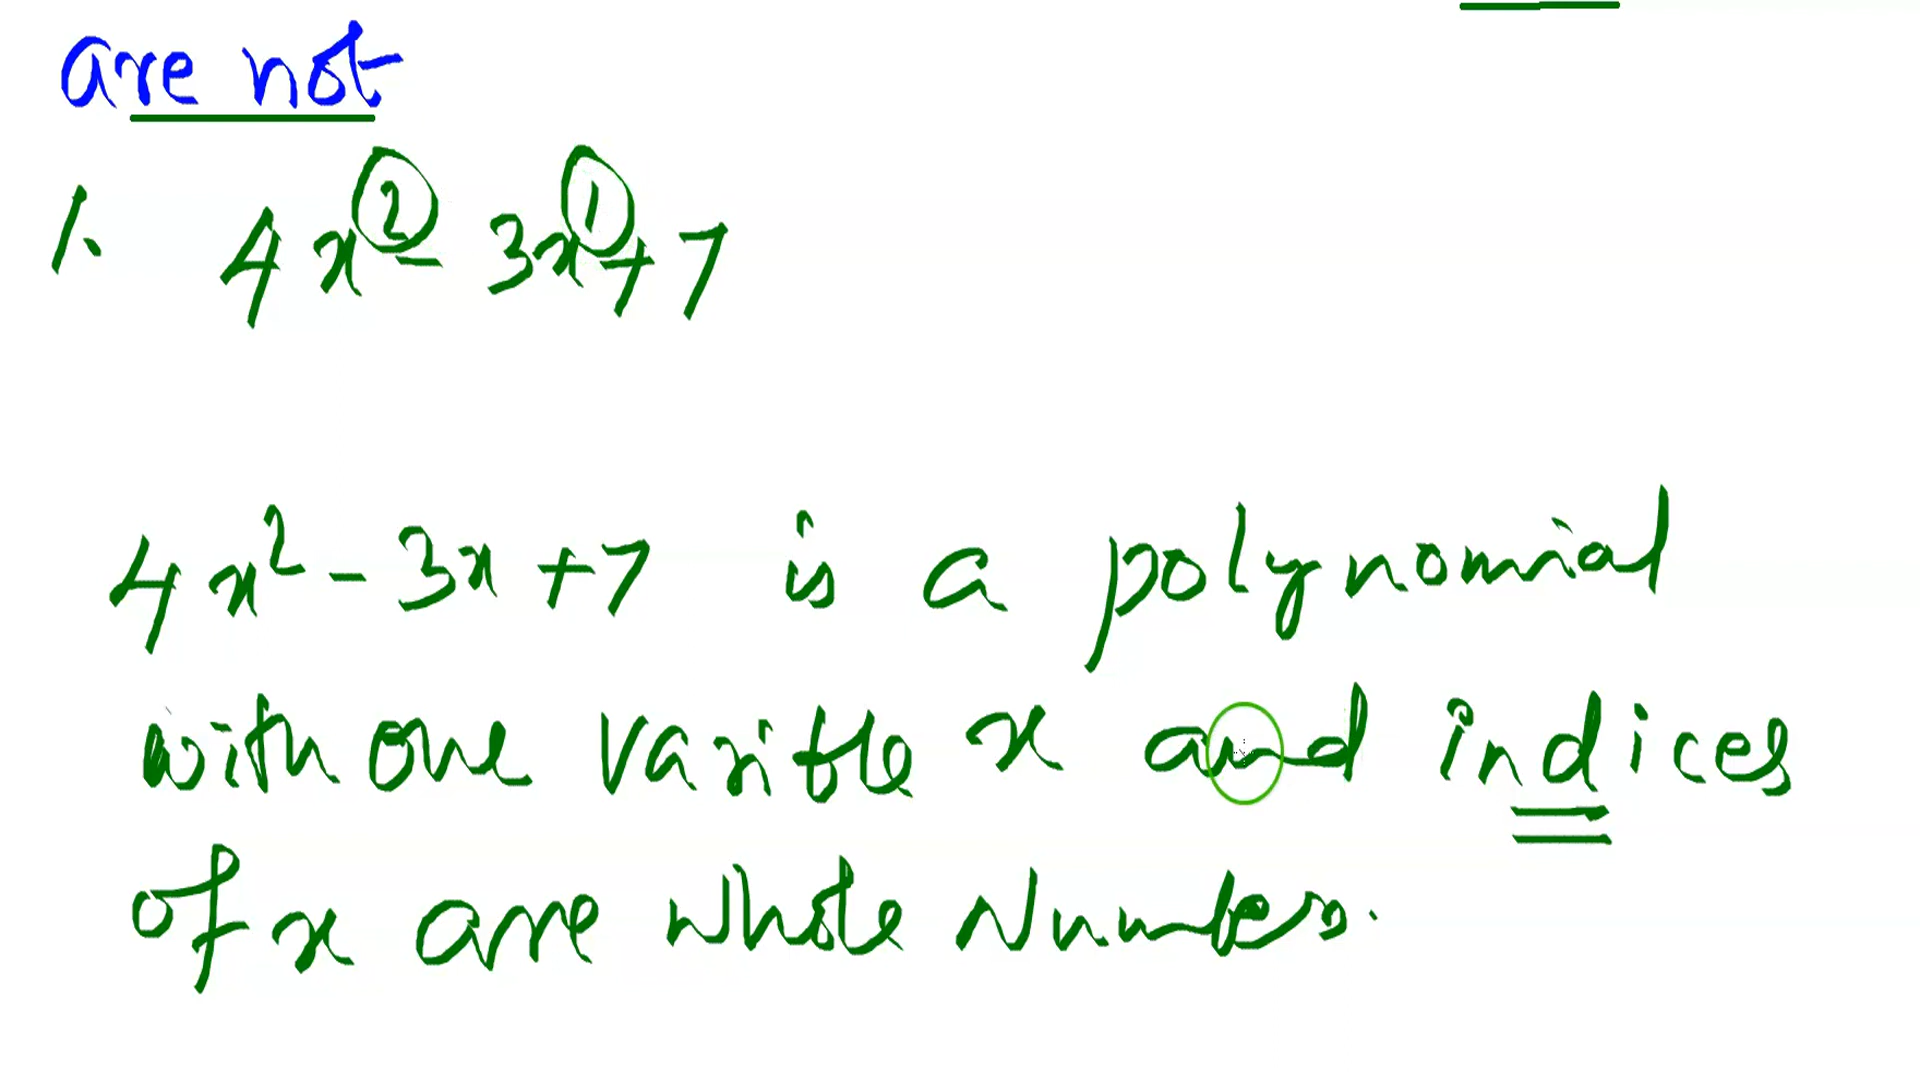 are not
1. 4x² - 3x¹ + 7
4x² - 3x + 7 is a polynomial
with one varible x and indices
of x are whole Numbers.